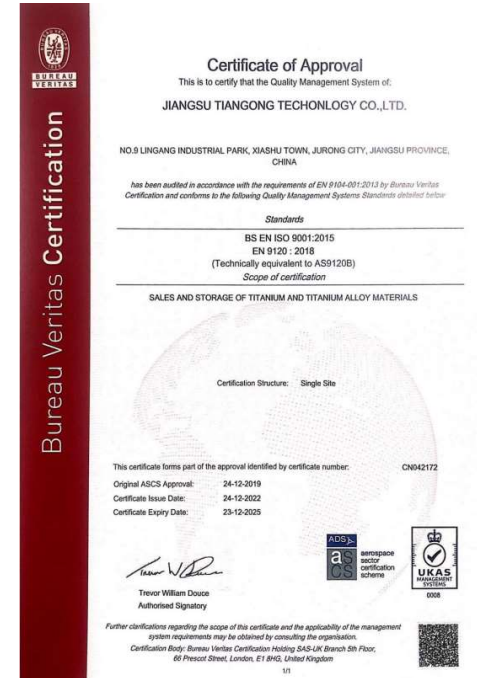 BUREAU
VERITAS
Bureau Veritas Certification
Certificate of Approval
This is to certify that the Quality Management System of:
JIANGSU TIANGONG TECHONLOGY CO.,LTD.
NO.9 LINGANG INDUSTRIAL PARK, XIASHU TOWN, JURONG CITY, JIANGSU PROVINCE,
CHINA
has been audited in accordance with the requirements of EN 9104-001:2013 by Bureau Veritas
Certification and conforms to the following Quality Management Systems Standards detailed below
Standards
BS EN ISO 9001:2015
EN 9120 : 2018
(Technically equivalent to AS9120B)
Scope of certification
SALES AND STORAGE OF TITANIUM AND TITANIUM ALLOY MATERIALS
Certification Structure: Single Site
This certificate forms part of the approval identified by certificate number: CN042172
Original ASCS Approval: 24-12-2019
Certificate Issue Date: 24-12-2022
Certificate Expiry Date: 23-12-2025
Trevor William Douce
Authorised Signatory
ADS
as
cs
aerospace
sector
certification
scheme
UKAS
MANAGEMENT
SYSTEMS
0008
Further clarifications regarding the scope of this certificate and the applicability of the management
system requirements may be obtained by consulting the organisation.
Certification Body: Bureau Veritas Certification Holding SAS-UK Branch 5th Floor,
66 Prescot Street, London, E1 8HG, United Kingdom
1/1